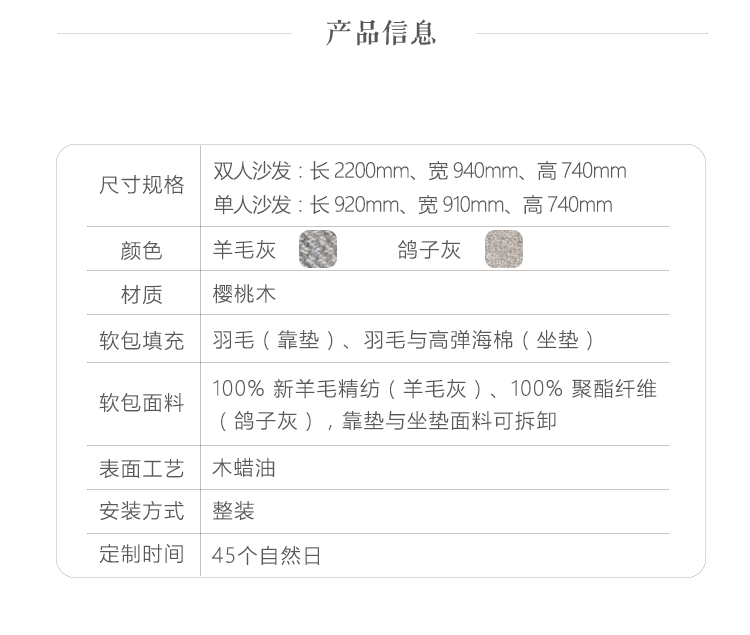 产品信息
尺寸规格
双人沙发：长 2200mm、宽 940mm、高 740mm
单人沙发：长 920mm、宽 910mm、高 740mm
颜色 羊毛灰 鸽子灰
材质 樱桃木
软包填充 羽毛（靠垫）、羽毛与高弹海棉（坐垫）
软包面料
100% 新羊毛精纺（羊毛灰）、100% 聚酯纤维
（鸽子灰），靠垫与坐垫面料可拆卸
表面工艺 木蜡油
安装方式 整装
定制时间 45个自然日